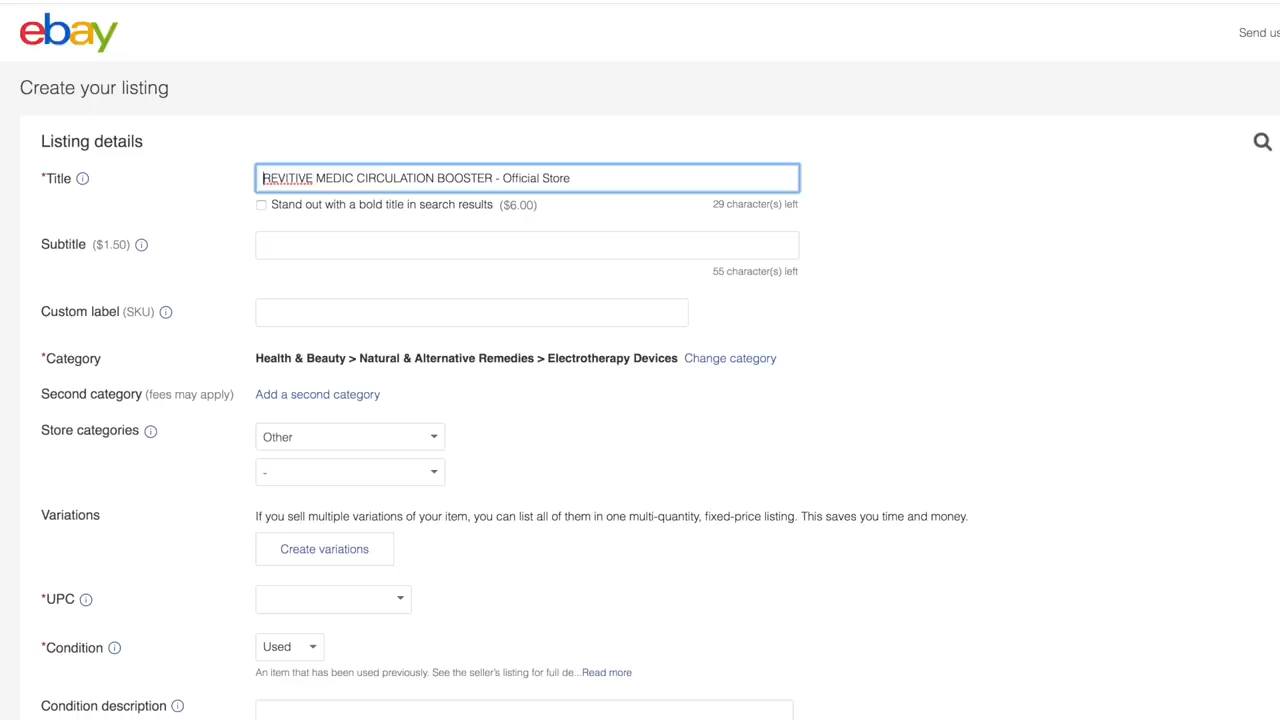 ebay
Send us
Create your listing
Listing details
*Title
REVITIVE MEDIC CIRCULATION BOOSTER - Official Store
Stand out with a bold title in search results ($6.00)
29 character(s) left
Subtitle ($1.50)
55 character(s) left
Custom label (SKU)
*Category
Health & Beauty > Natural & Alternative Remedies > Electrotherapy Devices Change category
Second category (fees may apply)
Add a second category
Store categories
Other
-
Variations
If you sell multiple variations of your item, you can list all of them in one multi-quantity, fixed-price listing. This saves you time and money.
Create variations
*UPC
*Condition
Used
An item that has been used previously. See the seller's listing for full de...Read more
Condition description